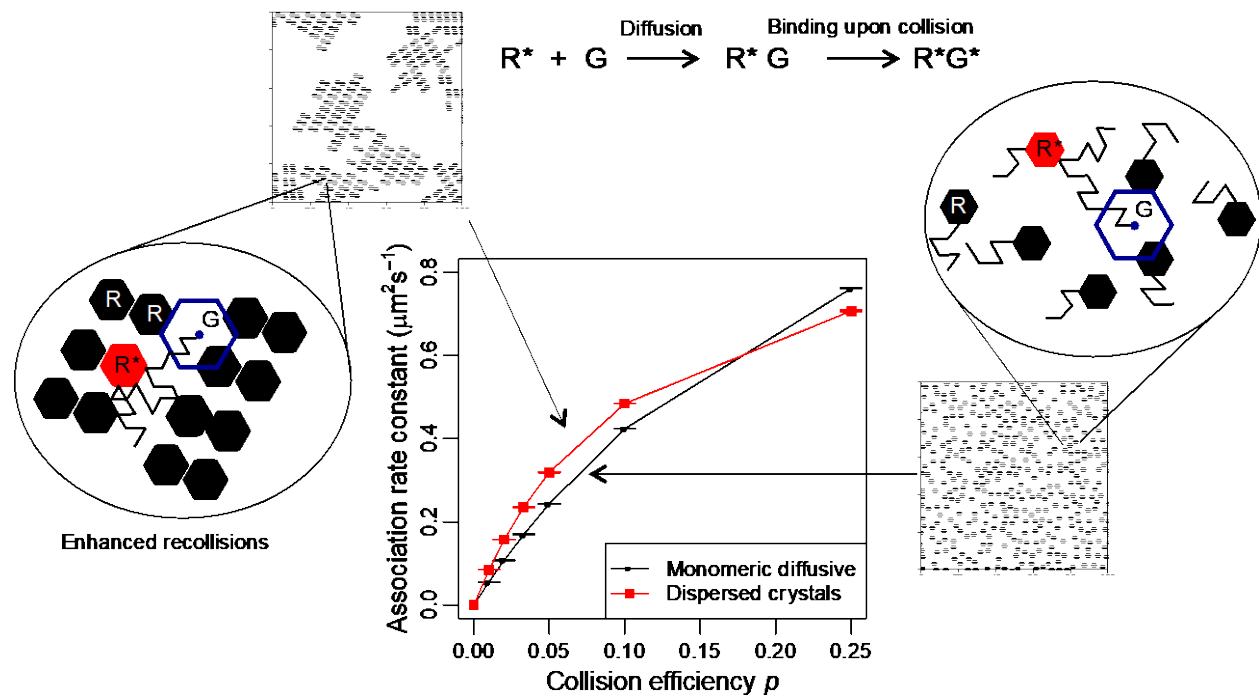 Diffusion
Binding upon collision
R* + G → R* G → R*G*
R*
R
G
R
R
G
R*
Enhanced recollisions
Association rate constant (μm²s⁻¹)
0.0
0.2
0.4
0.6
0.8
Monomeric diffusive
Dispersed crystals
0.00
0.05
0.10
0.15
0.20
0.25
Collision efficiency p